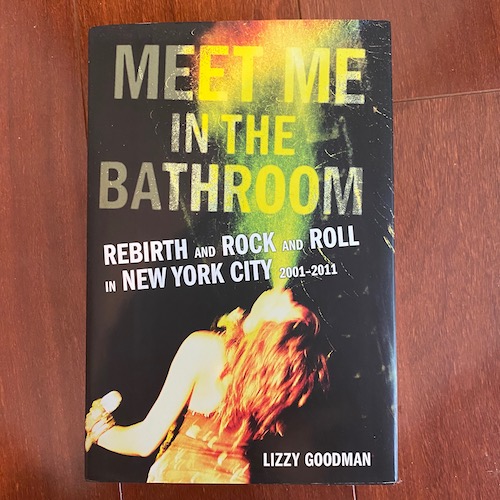 MEET ME
IN THE
BATHROOM
REBIRTH AND ROCK AND ROLL
IN NEW YORK CITY 2001–2011
LIZZY GOODMAN